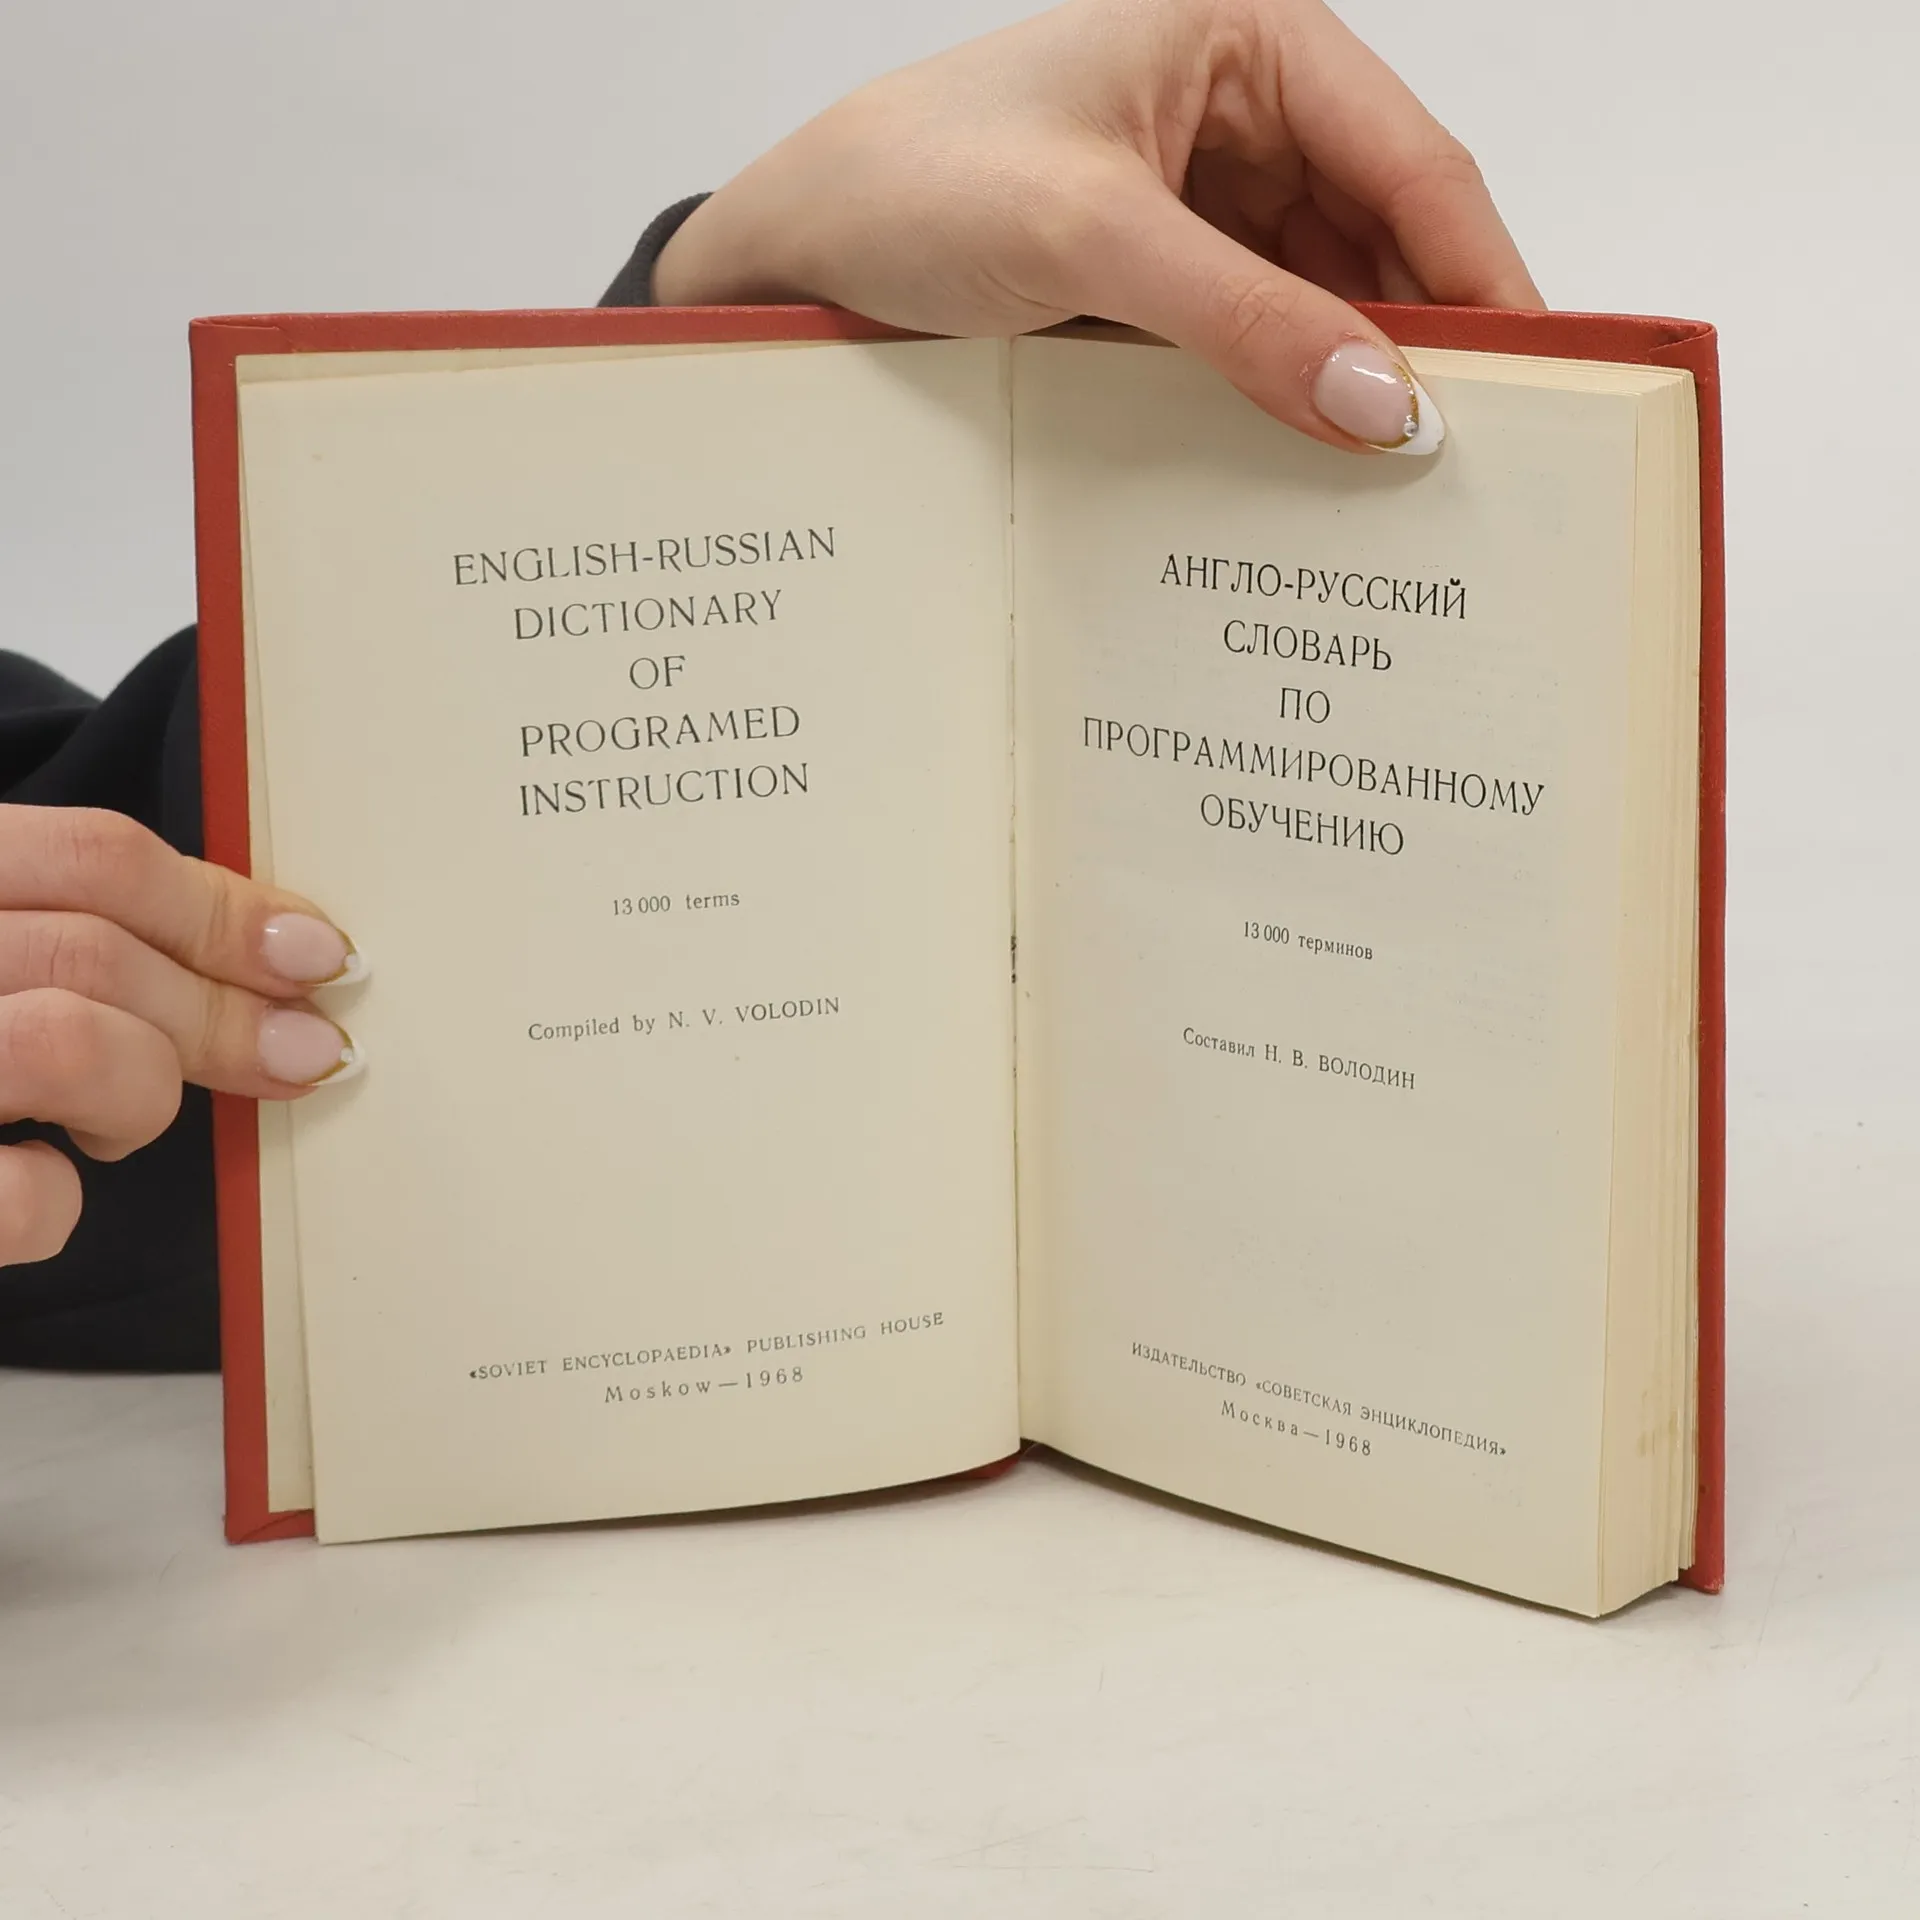 ENGLISH-RUSSIAN
DICTIONARY
OF
PROGRAMED
INSTRUCTION
13 000 terms
Compiled by N. V. VOLODIN
«SOVIET ENCYCLOPAEDIA» PUBLISHING HOUSE
Moskow — 1968
АНГЛО-РУССКИЙ
СЛОВАРЬ
ПО
ПРОГРАММИРОВАННОМУ
ОБУЧЕНИЮ
13 000 терминов
Составил Н. В. ВОЛОДИН
ИЗДАТЕЛЬСТВО «СОВЕТСКАЯ ЭНЦИКЛОПЕДИЯ»
Москва — 1968